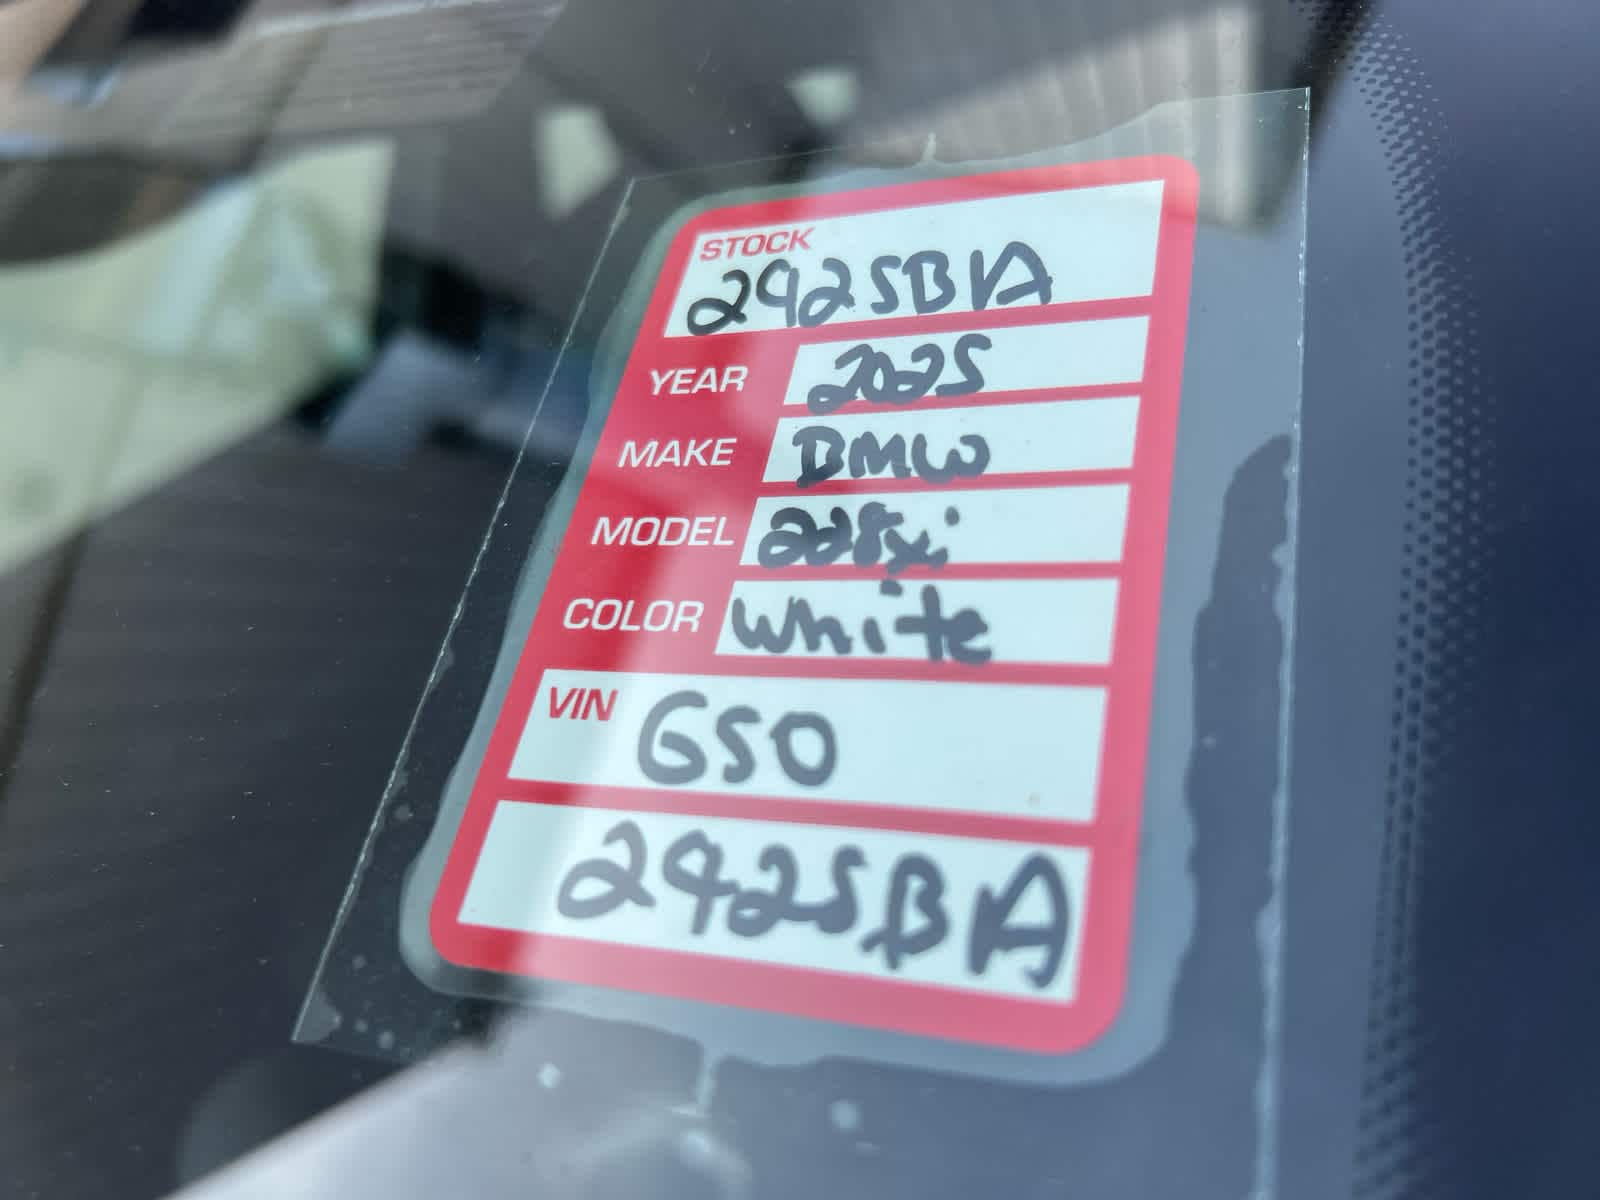 STOCK
2925BIA
YEAR 2025
MAKE BMW
MODEL 228xi
COLOR White
VIN G50
2925BIA